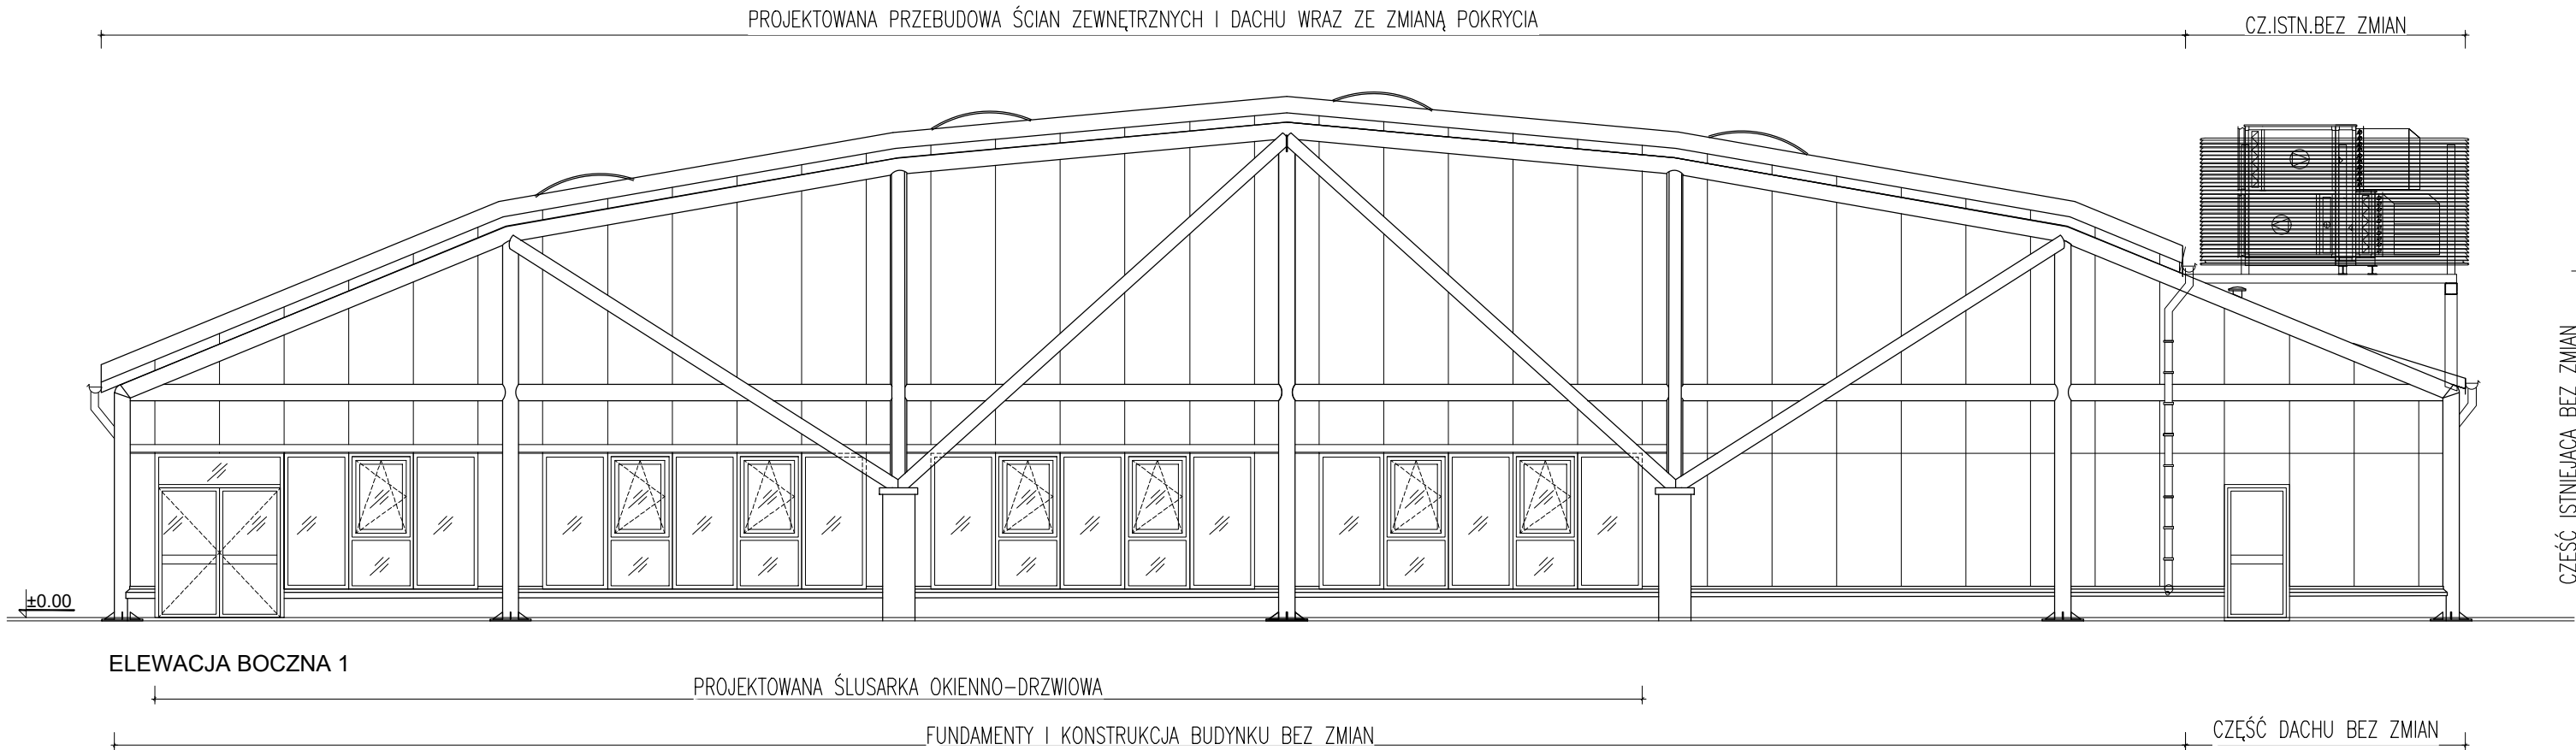 PROJEKTOWANA PRZEBUDOWA ŚCIAN ZEWNĘTRZNYCH I DACHU WRAZ ZE ZMIANĄ POKRYCIA
CZ.ISTN.BEZ ZMIAN
CZĘŚĆ ISTNIEJĄCA BEZ ZMIAN
±0.00
ELEWACJA BOCZNA 1
PROJEKTOWANA ŚLUSARKA OKIENNO-DRZWIOWA
FUNDAMENTY I KONSTRUKCJA BUDYNKU BEZ ZMIAN
CZĘŚĆ DACHU BEZ ZMIAN